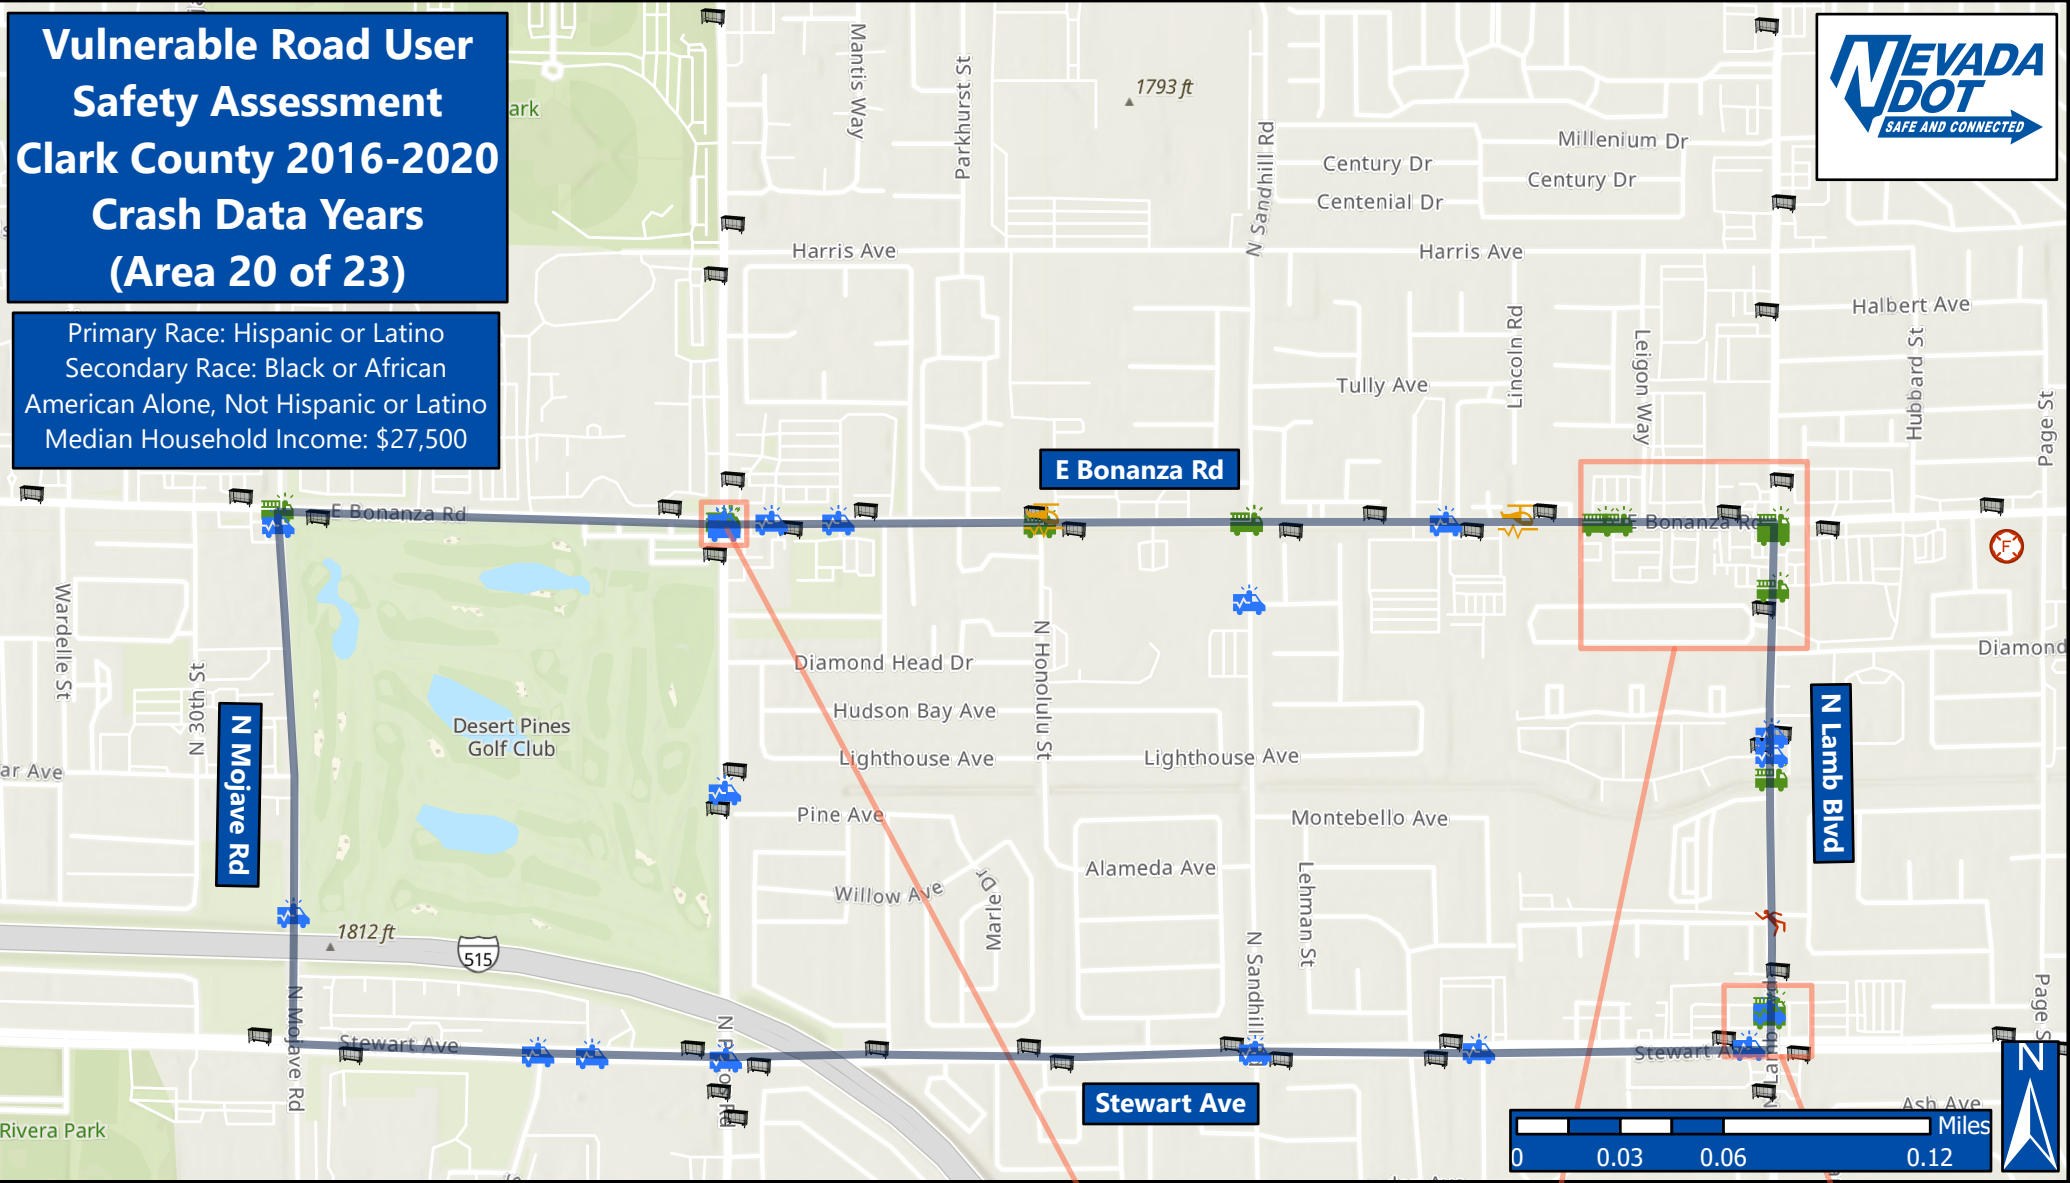 Vulnerable Road User
Safety Assessment
Clark County 2016-2020
Crash Data Years
(Area 20 of 23)
Primary Race: Hispanic or Latino
Secondary Race: Black or African
American Alone, Not Hispanic or Latino
Median Household Income: $27,500
NEVADA
DOT
SAFE AND CONNECTED
ark
Mantis Way
Parkhurst St
1793 ft
N Sandhill Rd
Millenium Dr
Century Dr
Century Dr
Centenial Dr
Harris Ave
Harris Ave
Halbert Ave
Lincoln Rd
Leigon Way
Hubbard St
Page St
Tully Ave
E Bonanza Rd
E Bonanza Rd
E Bonanza Rd
F
Wardelle St
N 30th St
N Mojave Rd
Desert Pines
Golf Club
Diamond Head Dr
N Honolulu St
Diamond
Hudson Bay Ave
Lighthouse Ave
Lighthouse Ave
N Lamb Blvd
ar Ave
Pine Ave
Montebello Ave
Alameda Ave
Willow Ave
Marle Dr
Lehman St
1812 ft
515
N Sandhill
N Mojave Rd
Stewart Ave
Stewart Ave
N Lamb
Page S
Stewart Ave
Ash Ave
Rivera Park
N
Miles
0
0.03
0.06
0.12